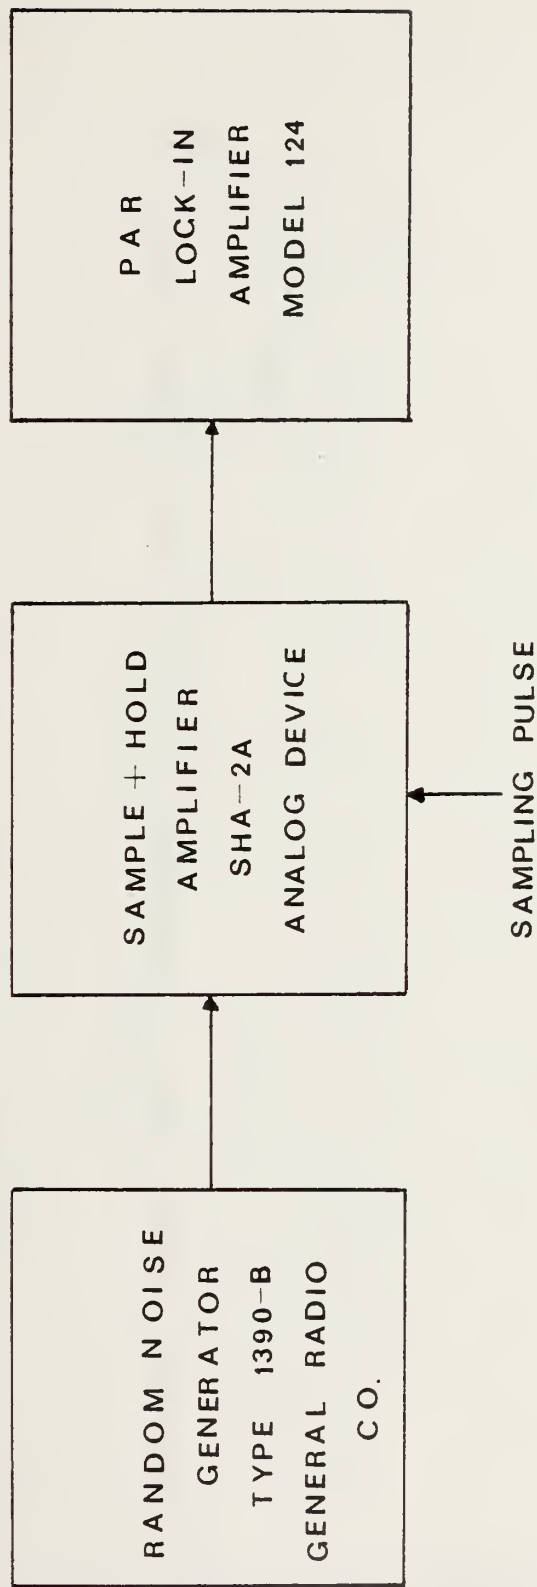 RANDOM NOISE
GENERATOR
TYPE 1390-B
GENERAL RADIO
CO.
SAMPLE + HOLD
AMPLIFIER
SHA-2A
ANALOG DEVICE
SAMPLING PULSE
PAR
LOCK-IN
AMPLIFIER
MODEL 124